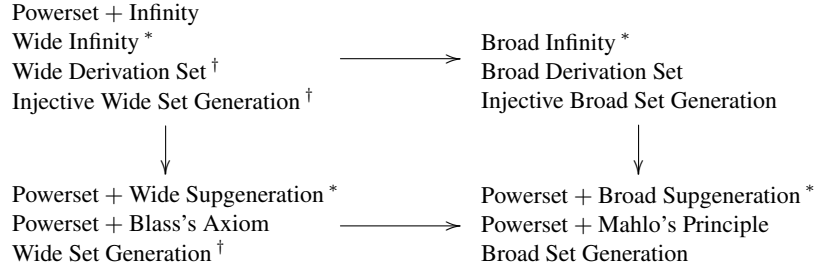 Powerset + Infinity
Wide Infinity *
Wide Derivation Set †
Injective Wide Set Generation †
Broad Infinity *
Broad Derivation Set
Injective Broad Set Generation
Powerset + Wide Supgeneration *
Powerset + Blass's Axiom
Wide Set Generation †
Powerset + Broad Supgeneration *
Powerset + Mahlo's Principle
Broad Set Generation